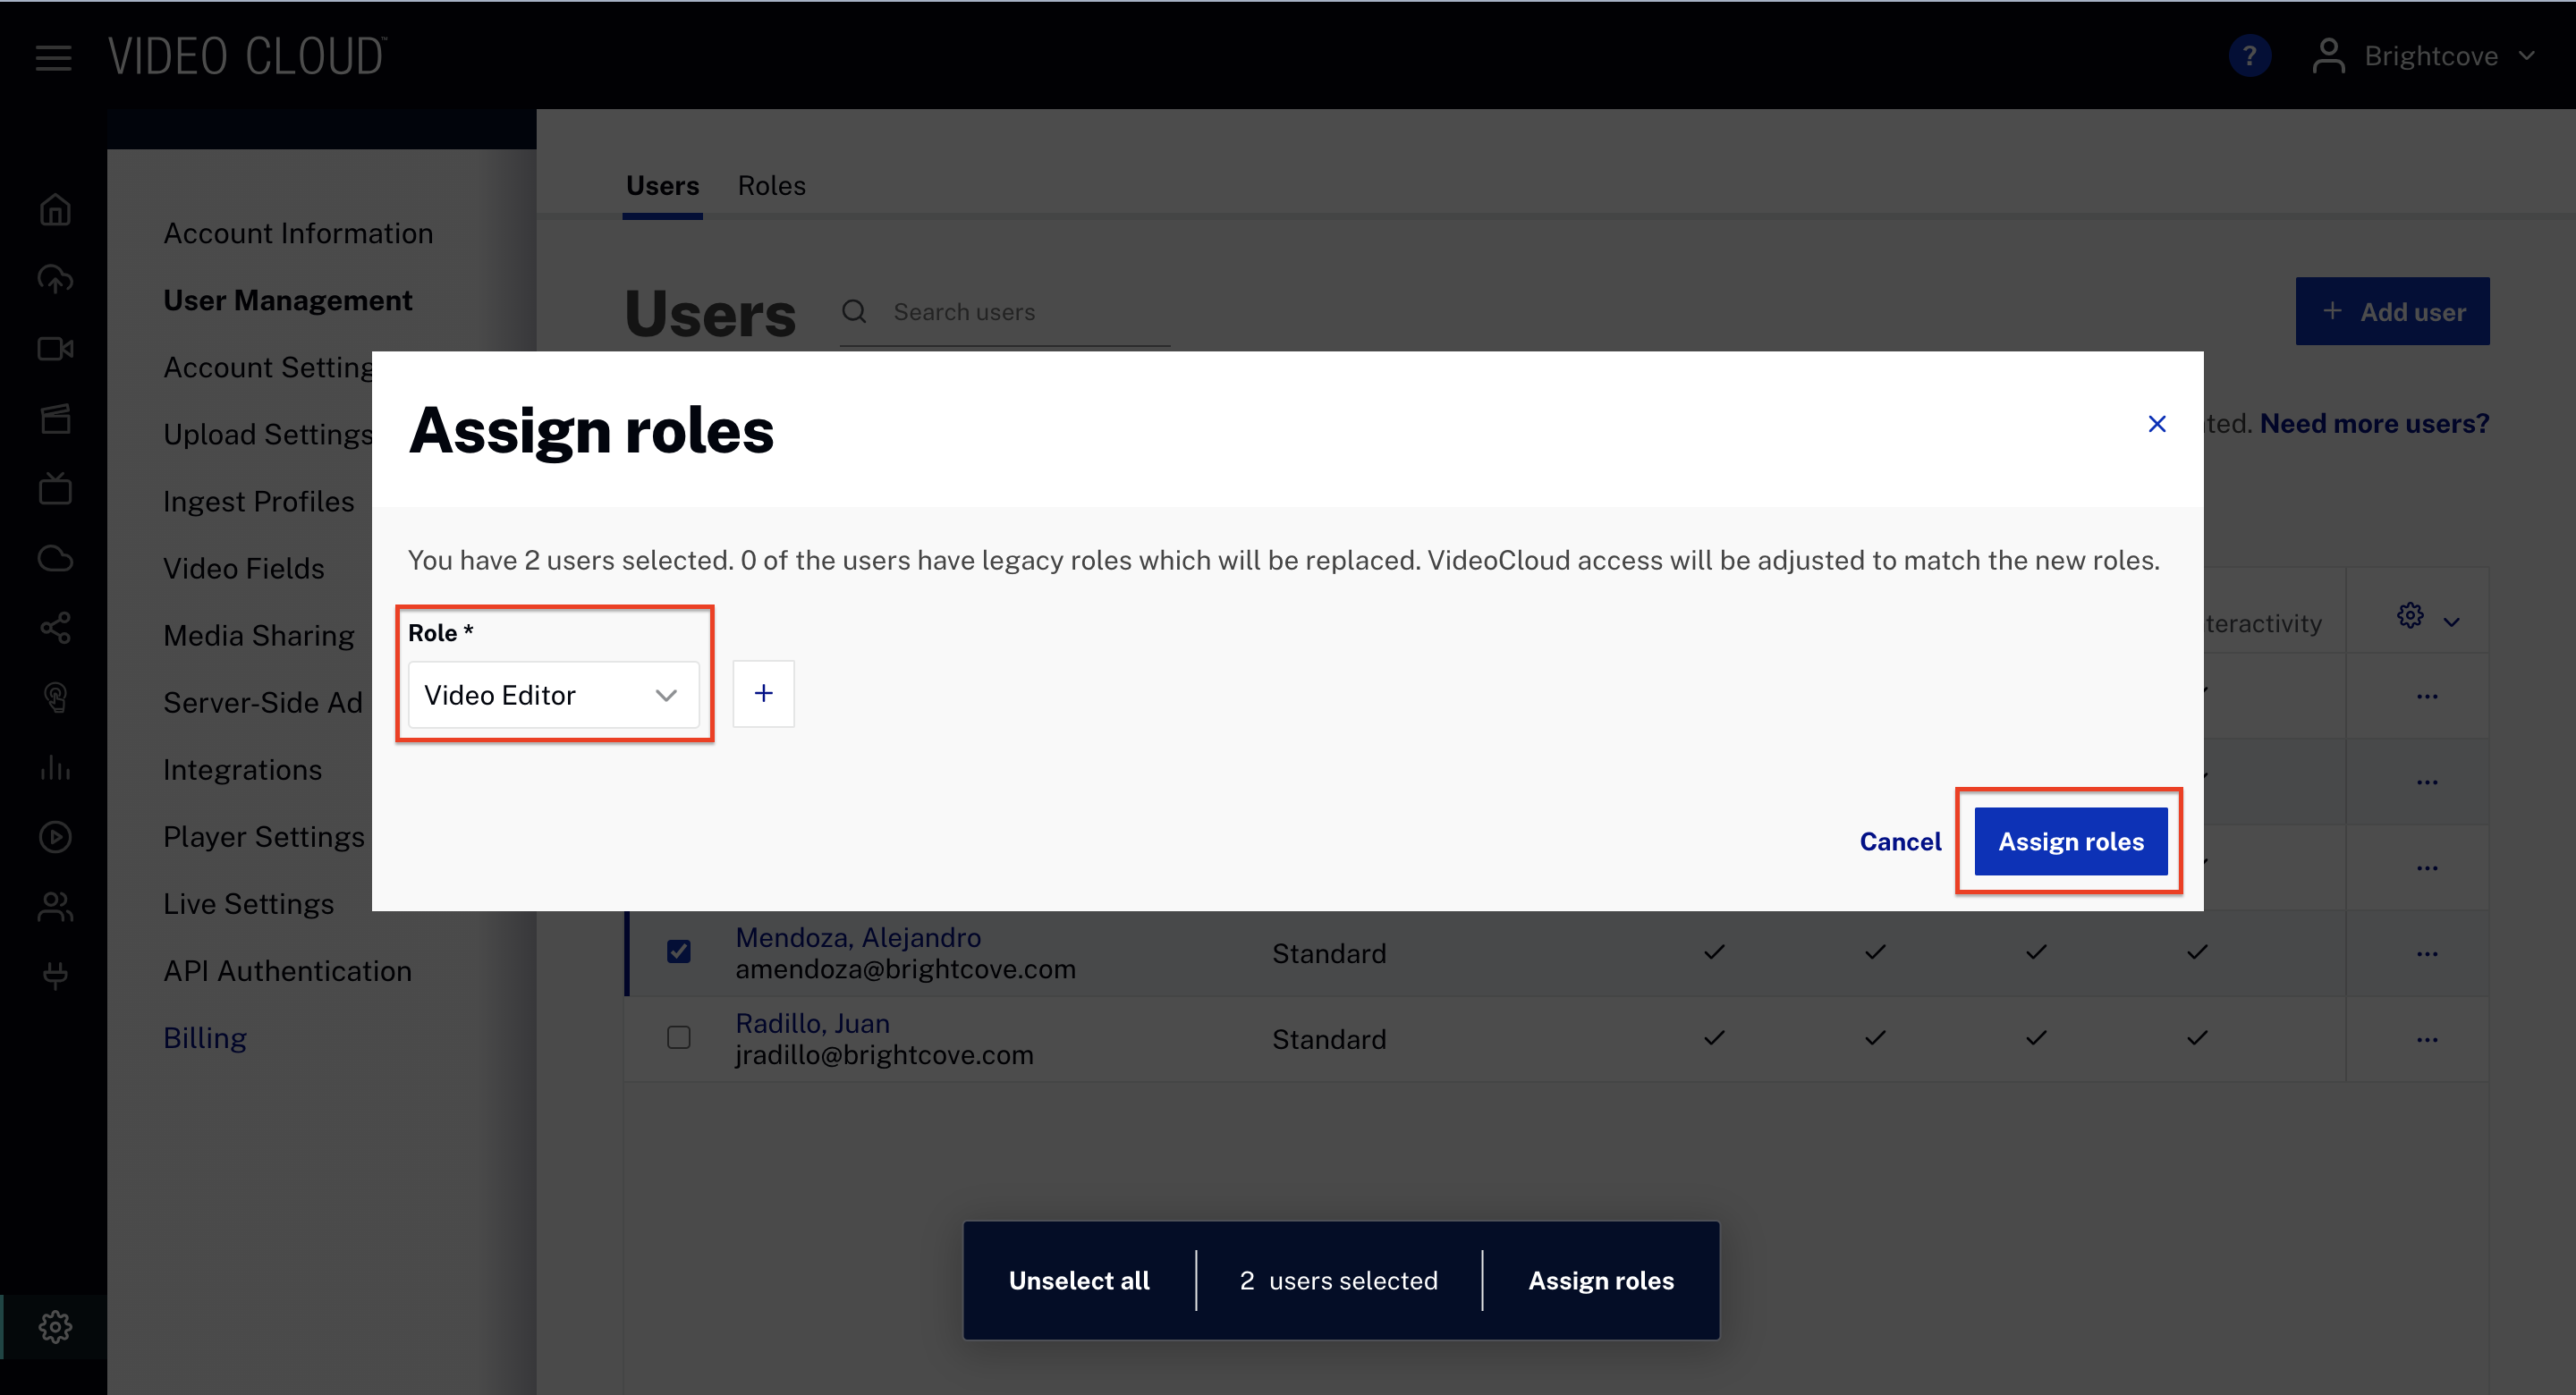 VIDEO CLOUD™
?
Brightcove
Users
Roles
Account Information
User Management
Account Setting
Upload Settings
Ingest Profiles
Video Fields
Media Sharing
Server-Side Ad
Integrations
Player Settings
Live Settings
API Authentication
Billing
Users
Search users
+ Add user
Need more users?
Assign roles
You have 2 users selected. 0 of the users have legacy roles which will be replaced. VideoCloud access will be adjusted to match the new roles.
Role *
Video Editor
+
Cancel
Assign roles
Mendoza, Alejandro
amendoza@brightcove.com
Standard
Radillo, Juan
jradillo@brightcove.com
Standard
Unselect all
2 users selected
Assign roles